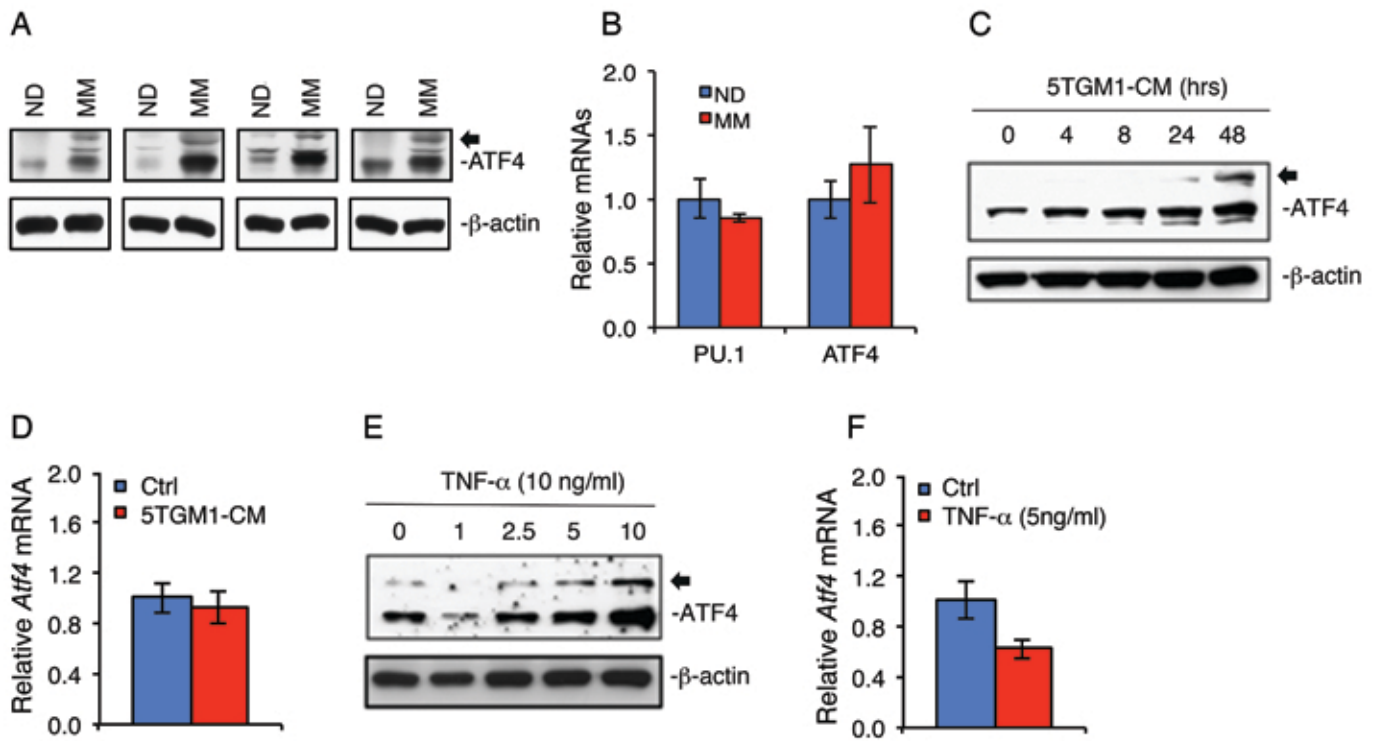 A
ND MM ND MM ND MM ND MM
-ATF4
-β-actin
B
2.0
1.5
1.0
0.5
0.0
Relative mRNAs
ND
MM
PU.1 ATF4
C
5TGM1-CM (hrs)
0 4 8 24 48
-ATF4
-β-actin
D
2.0
1.6
1.2
0.8
0.4
0.0
Relative Atf4 mRNA
Ctrl
5TGM1-CM
E
TNF-α (10 ng/ml)
0 1 2.5 5 10
-ATF4
-β-actin
F
2.0
1.6
1.2
0.8
0.4
0.0
Relative Atf4 mRNA
Ctrl
TNF-α (5ng/ml)